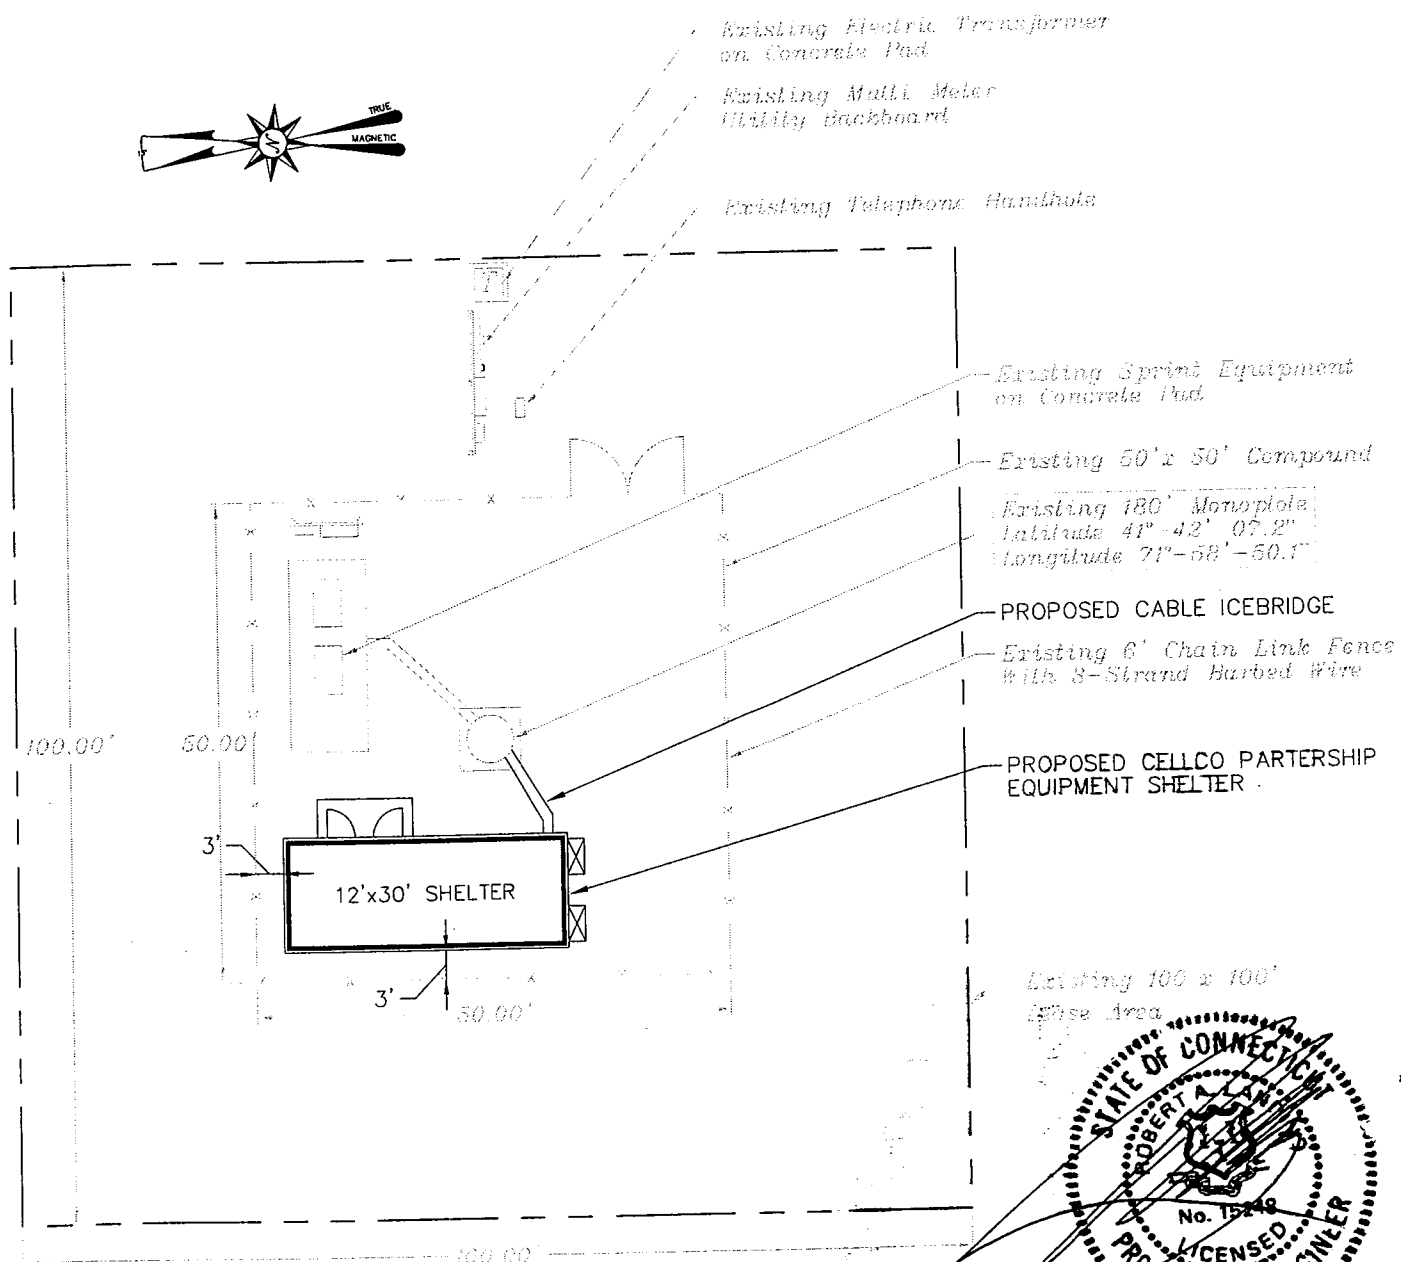 Existing Electric Transformer
on Concrete Pad
Existing Multi Meter
Utility Backboard
TRUE
MAGNETIC
N
Existing Telephone Handhole
T
Existing Sprint Equipment
on Concrete Pad
Existing 50'x 50' Compound
Existing 180' Monoplole
Latitude 41°-42' 07.2"
Longitude 71°-58'-50.1"
PROPOSED CABLE ICEBRIDGE
Existing 6' Chain Link Fence
With 3-Strand Barbed Wire
100.00'
50.00'
PROPOSED CELLCO PARTERSHIP
EQUIPMENT SHELTER
3'
12'x30' SHELTER
3'
50.00'
Existing 100 x 100'
Lease Area
STATE OF CONNECTICUT
ROBERT A.
No.
LICENSED
100.00'